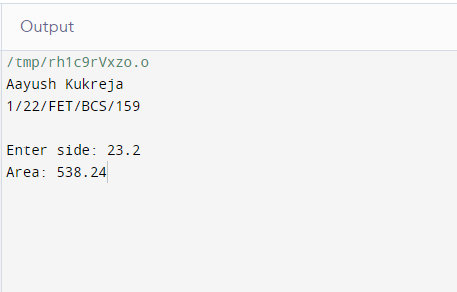 Output
/tmp/rh1c9rVxzo.o
Aayush Kukreja
1/22/FET/BCS/159
Enter side: 23.2
Area: 538.24